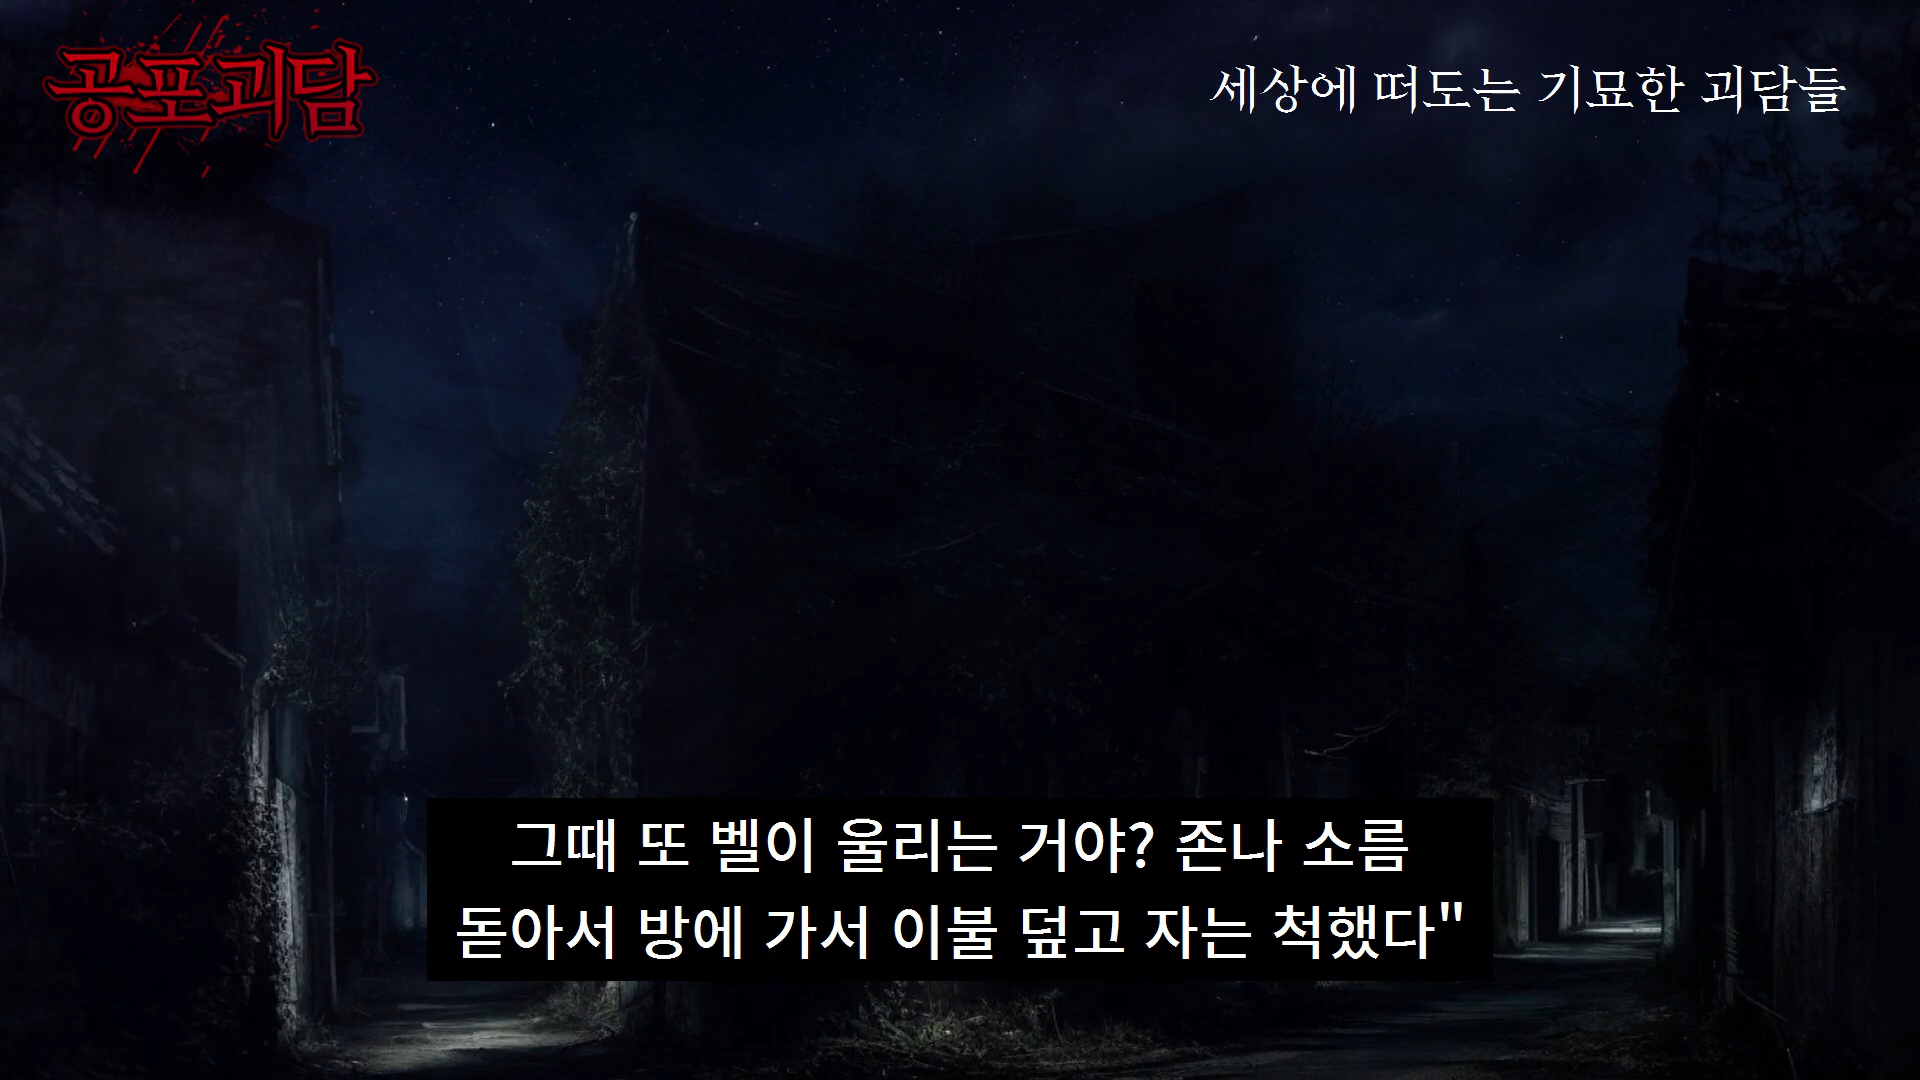 공포괴담
세상에 떠도는 기묘한 괴담들
그때 또 벨이 울리는 거야? 존나 소름
돋아서 방에 가서 이불 덮고 자는 척했다"